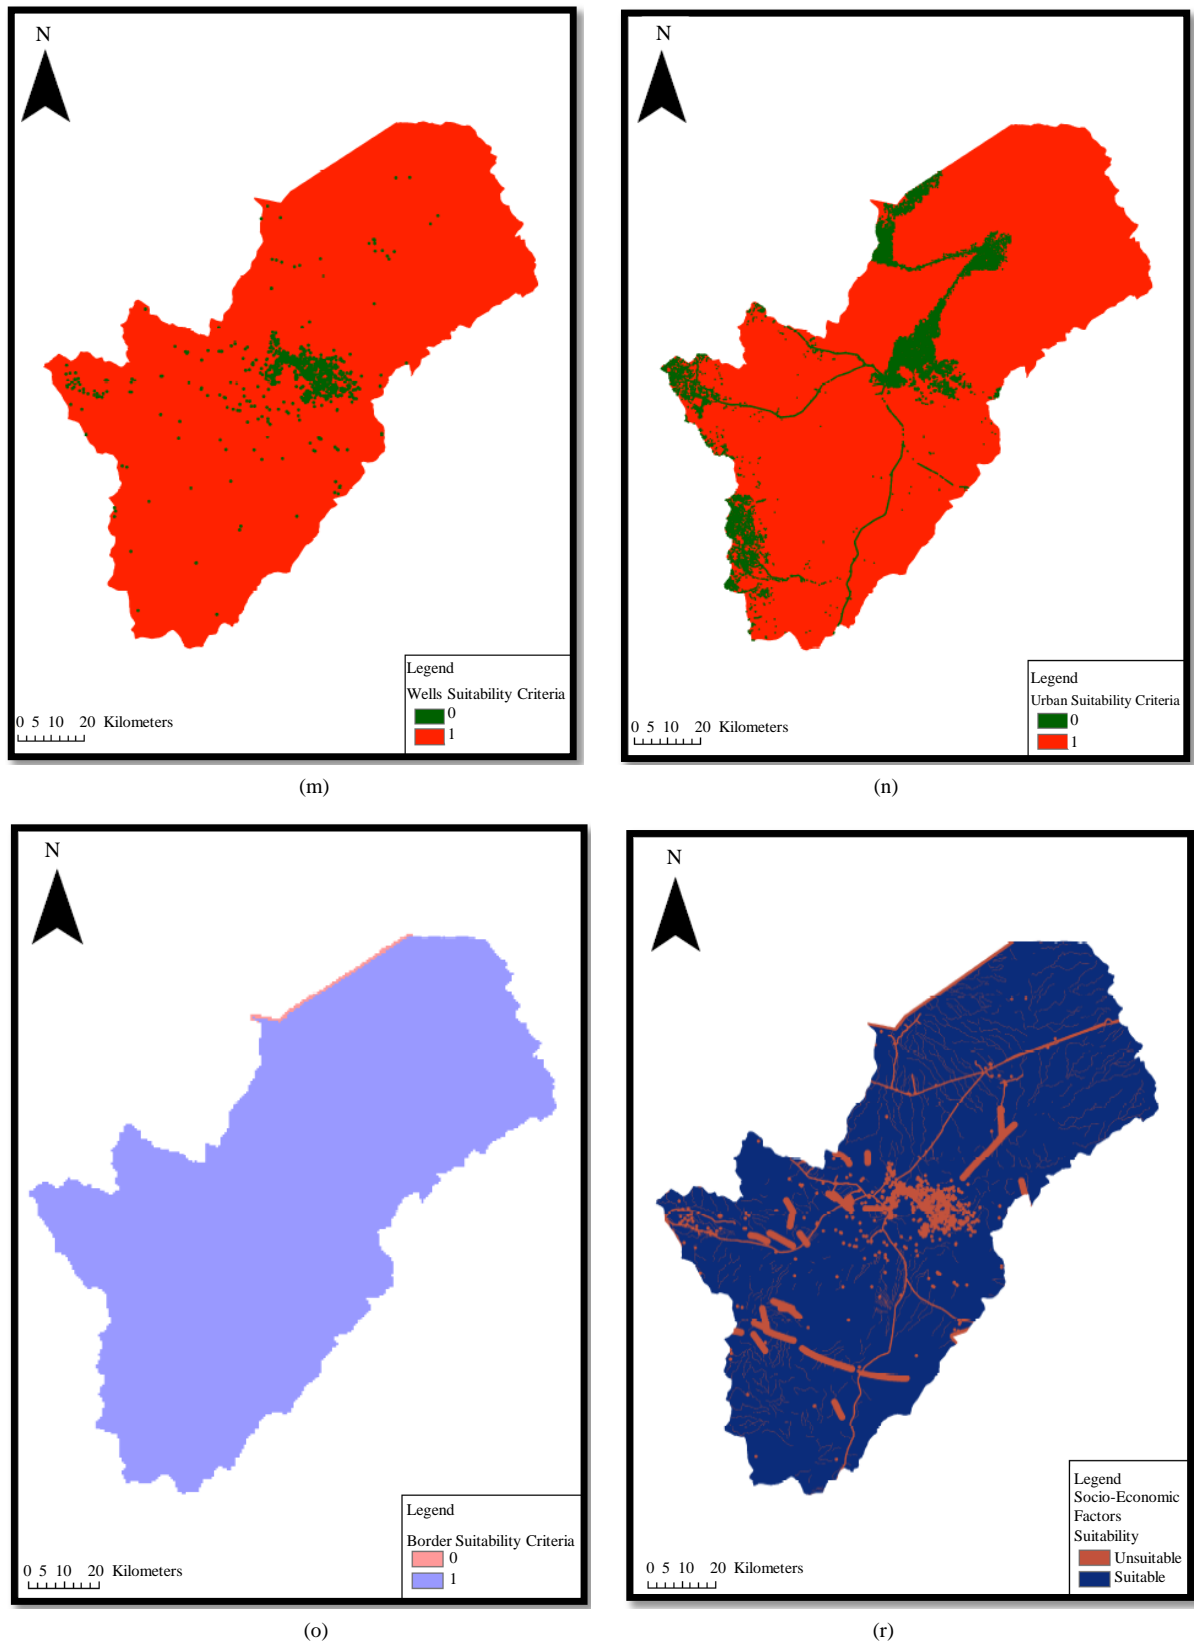 N
Legend
Wells Suitability Criteria
0
1
0 5 10 20 Kilometers
(m)
N
Legend
Urban Suitability Criteria
0
1
0 5 10 20 Kilometers
(n)
N
Legend
Border Suitability Criteria
0
1
0 5 10 20 Kilometers
(o)
N
Legend
Socio-Economic
Factors
Suitability
Unsuitable
Suitable
0 5 10 20 Kilometers
(r)